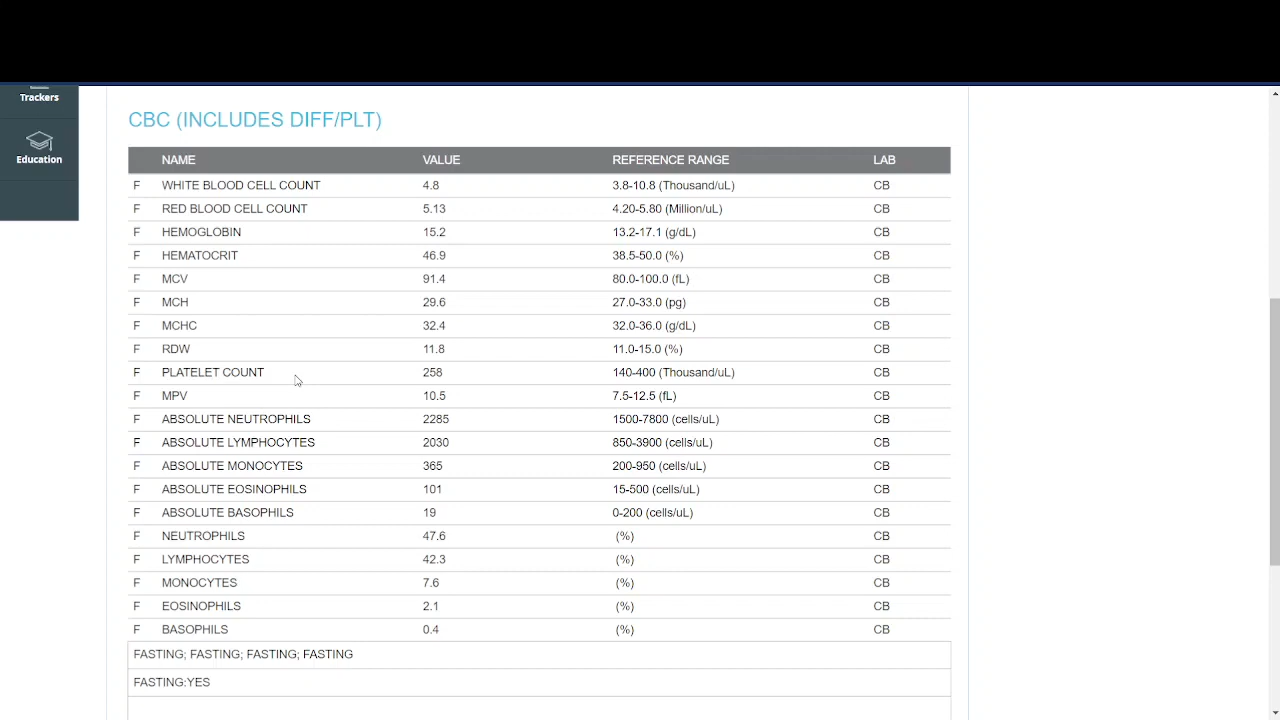 Trackers
Education
CBC (INCLUDES DIFF/PLT)
NAME VALUE REFERENCE RANGE LAB
F WHITE BLOOD CELL COUNT 4.8 3.8-10.8 (Thousand/uL) CB
F RED BLOOD CELL COUNT 5.13 4.20-5.80 (Million/uL) CB
F HEMOGLOBIN 15.2 13.2-17.1 (g/dL) CB
F HEMATOCRIT 46.9 38.5-50.0 (%) CB
F MCV 91.4 80.0-100.0 (fL) CB
F MCH 29.6 27.0-33.0 (pg) CB
F MCHC 32.4 32.0-36.0 (g/dL) CB
F RDW 11.8 11.0-15.0 (%) CB
F PLATELET COUNT 258 140-400 (Thousand/uL) CB
F MPV 10.5 7.5-12.5 (fL) CB
F ABSOLUTE NEUTROPHILS 2285 1500-7800 (cells/uL) CB
F ABSOLUTE LYMPHOCYTES 2030 850-3900 (cells/uL) CB
F ABSOLUTE MONOCYTES 365 200-950 (cells/uL) CB
F ABSOLUTE EOSINOPHILS 101 15-500 (cells/uL) CB
F ABSOLUTE BASOPHILS 19 0-200 (cells/uL) CB
F NEUTROPHILS 47.6 (%) CB
F LYMPHOCYTES 42.3 (%) CB
F MONOCYTES 7.6 (%) CB
F EOSINOPHILS 2.1 (%) CB
F BASOPHILS 0.4 (%) CB
FASTING; FASTING; FASTING; FASTING
FASTING:YES